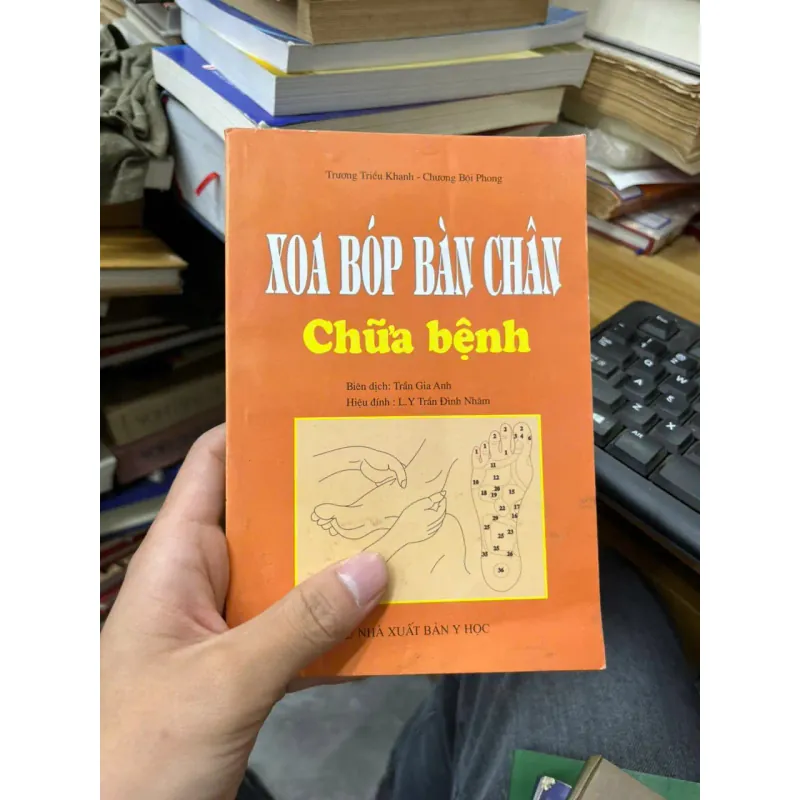 Trương Triều Khanh - Chương Bội Phong
XOA BÓP BÀN CHÂN
Chữa bệnh
Biên dịch: Trần Gia Anh
Hiệu đính : L.Y Trần Đình Nhàm
NHÀ XUẤT BẢN Y HỌC